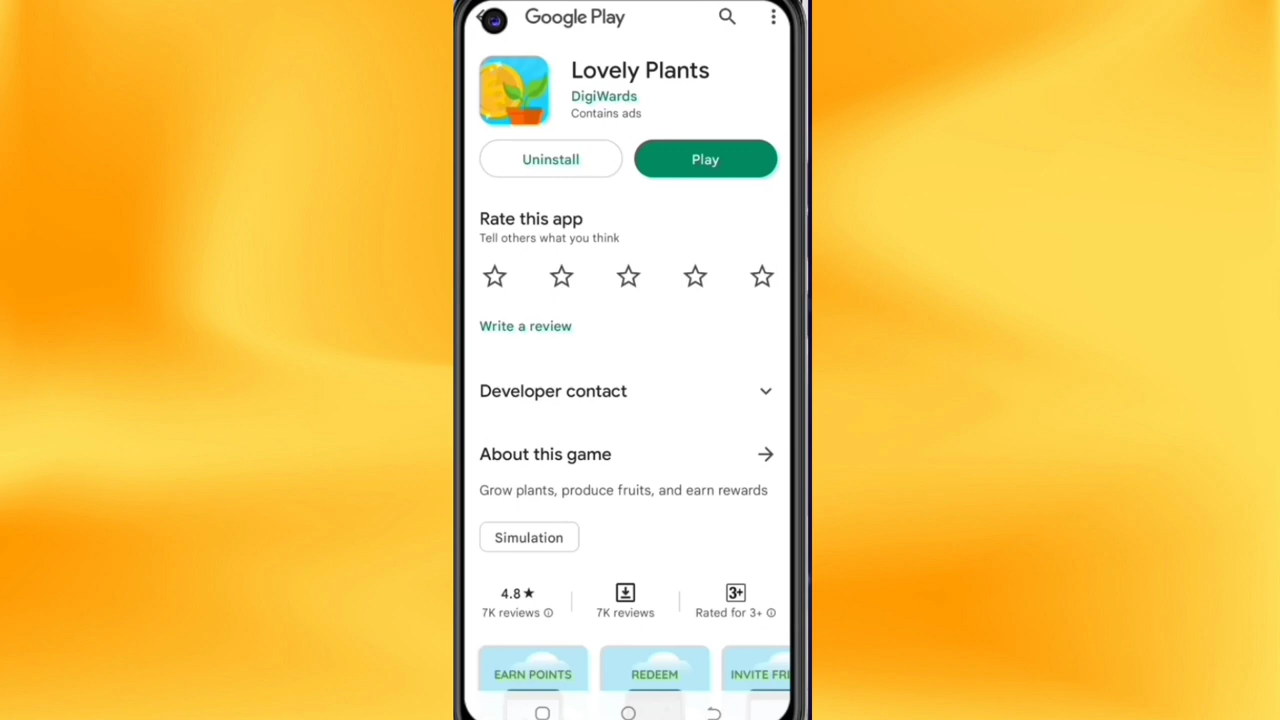 Google Play
Lovely Plants
DigiWards
Contains ads
Uninstall
Play
Rate this app
Tell others what you think
Write a review
Developer contact
About this game
Grow plants, produce fruits, and earn rewards
Simulation
4.8★
7K reviews
7K reviews
3+
Rated for 3+
EARN POINTS
REDEEM
INVITE FRI